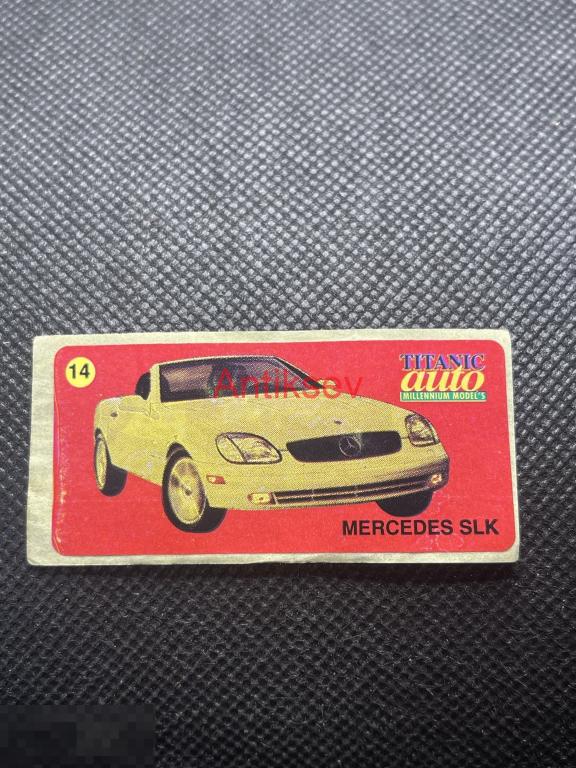 14
TITANIC
auto
MILLENNIUM MODEL'S
Antiksev
MERCEDES SLK